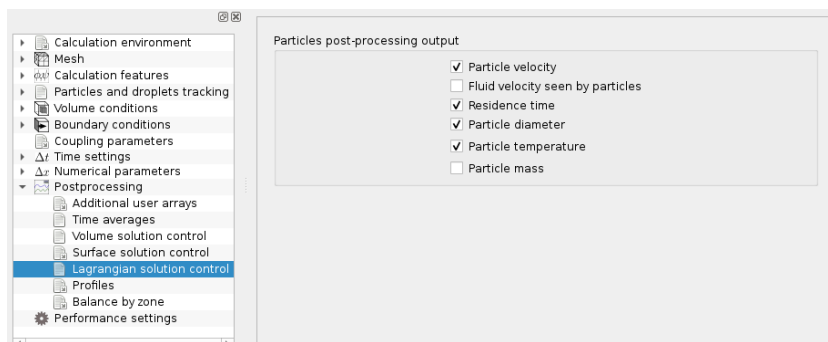 Calculation environment
Mesh
Calculation features
Particles and droplets tracking
Volume conditions
Boundary conditions
Coupling parameters
Δt Time settings
Δx Numerical parameters
Postprocessing
Additional user arrays
Time averages
Volume solution control
Surface solution control
Lagrangian solution control
Profiles
Balance by zone
Performance settings
Particles post-processing output
Particle velocity
Fluid velocity seen by particles
Residence time
Particle diameter
Particle temperature
Particle mass